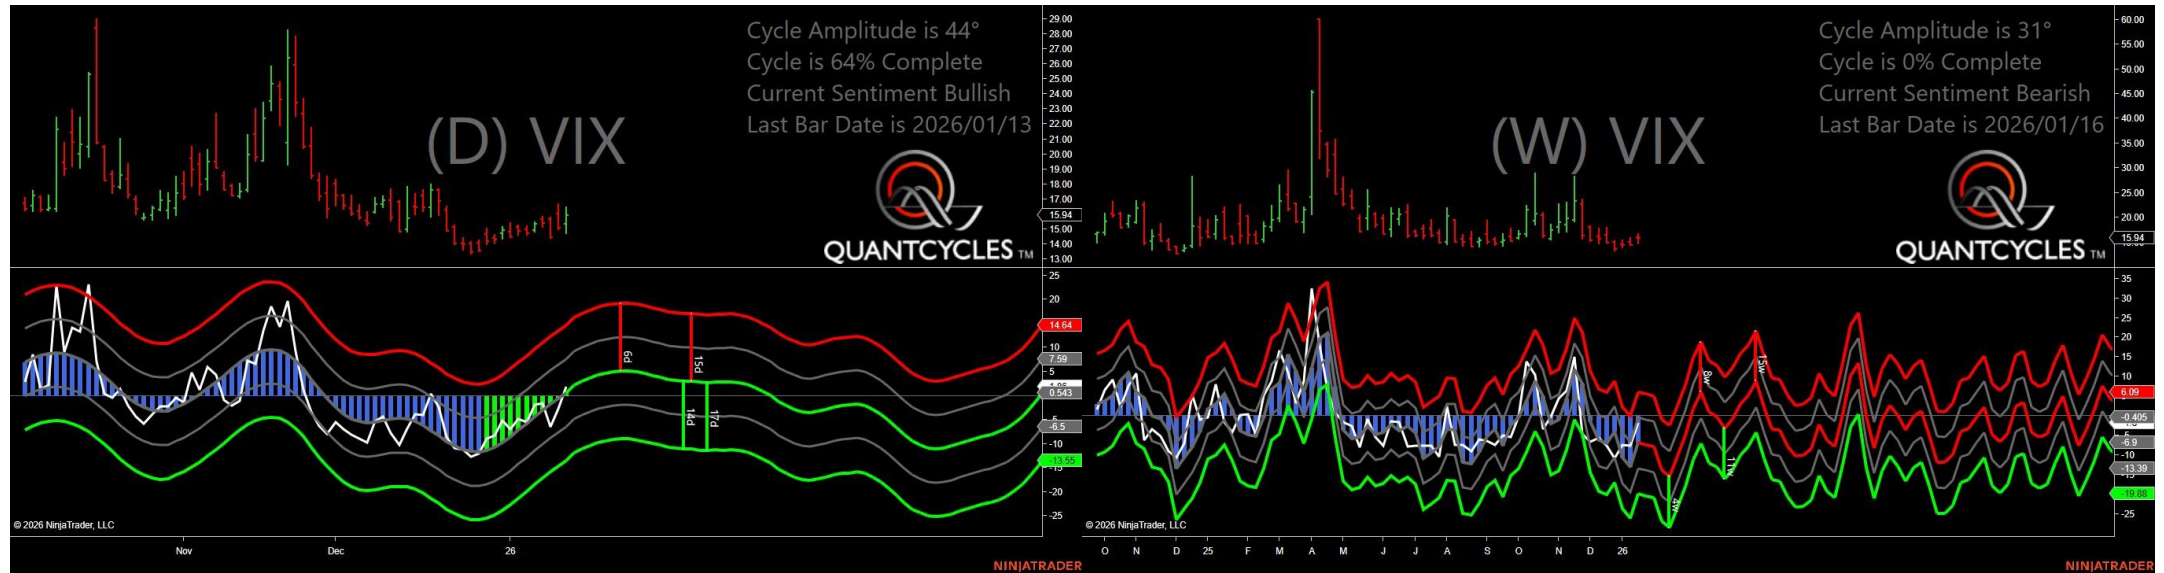 Cycle Amplitude is 44°
Cycle is 64% Complete
Current Sentiment Bullish
Last Bar Date is 2026/01/13
(D) VIX
QUANTCYCLES TM
29.00
28.00
27.00
26.00
25.00
24.00
23.00
22.00
21.00
20.00
19.00
18.00
17.00
15.94
15.00
14.00
13.00
25
20
14.64
10
7.59
5
0.543
-5
-6.5
-10
-13.55
-20
-25
6d
15d
14d
17d
© 2026 NinjaTrader, LLC
Nov
Dec
26
NINJATRADER
Cycle Amplitude is 31°
Cycle is 0% Complete
Current Sentiment Bearish
Last Bar Date is 2026/01/16
(W) VIX
QUANTCYCLES TM
60.00
55.00
50.00
45.00
40.00
35.00
30.00
25.00
20.00
15.94
35
30
25
20
15
10
6.09
-0.405
-6.9
-10
-13.39
-19.88
-25
8w
15w
11w
4w
© 2026 NinjaTrader, LLC
O
N
D
25
F
M
A
M
J
J
A
S
O
N
D
26
NINJATRADER